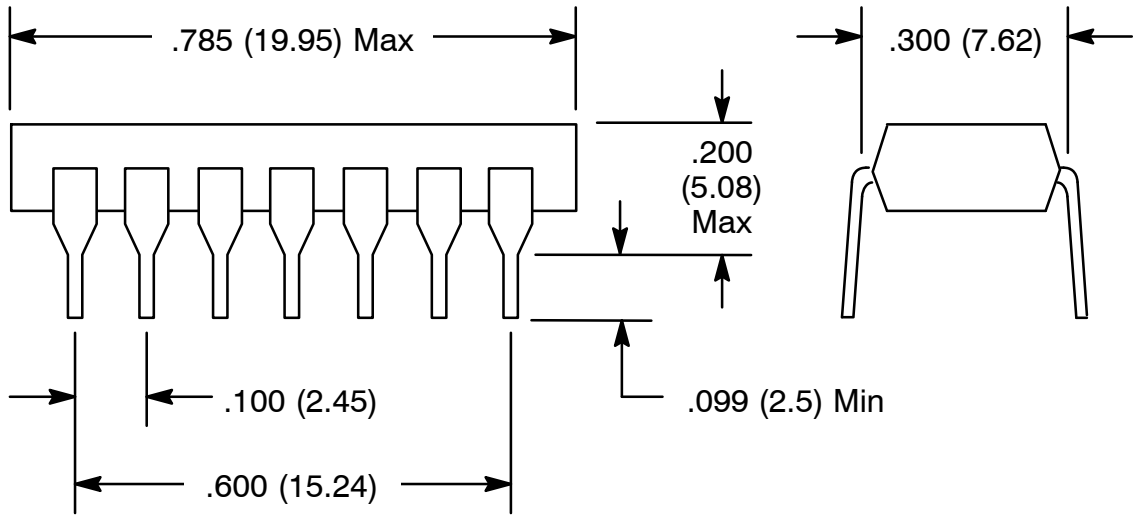 .785 (19.95) Max
.300 (7.62)
.200
(5.08)
Max
.100 (2.45)
.099 (2.5) Min
.600 (15.24)